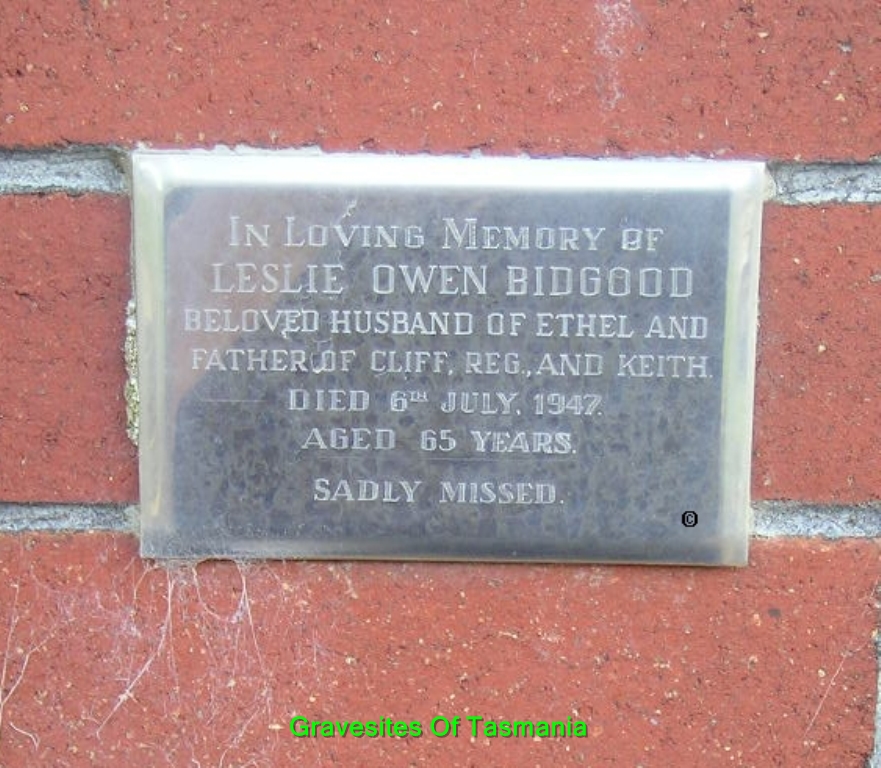 In Loving Memory of
LESLIE OWEN BIDGOOD
BELOVED HUSBAND OF ETHEL AND
FATHER OF CLIFF, REG., AND KEITH.
DIED 6TH JULY, 1947.
AGED 65 YEARS.
SADLY MISSED.
©
Gravesites Of Tasmania